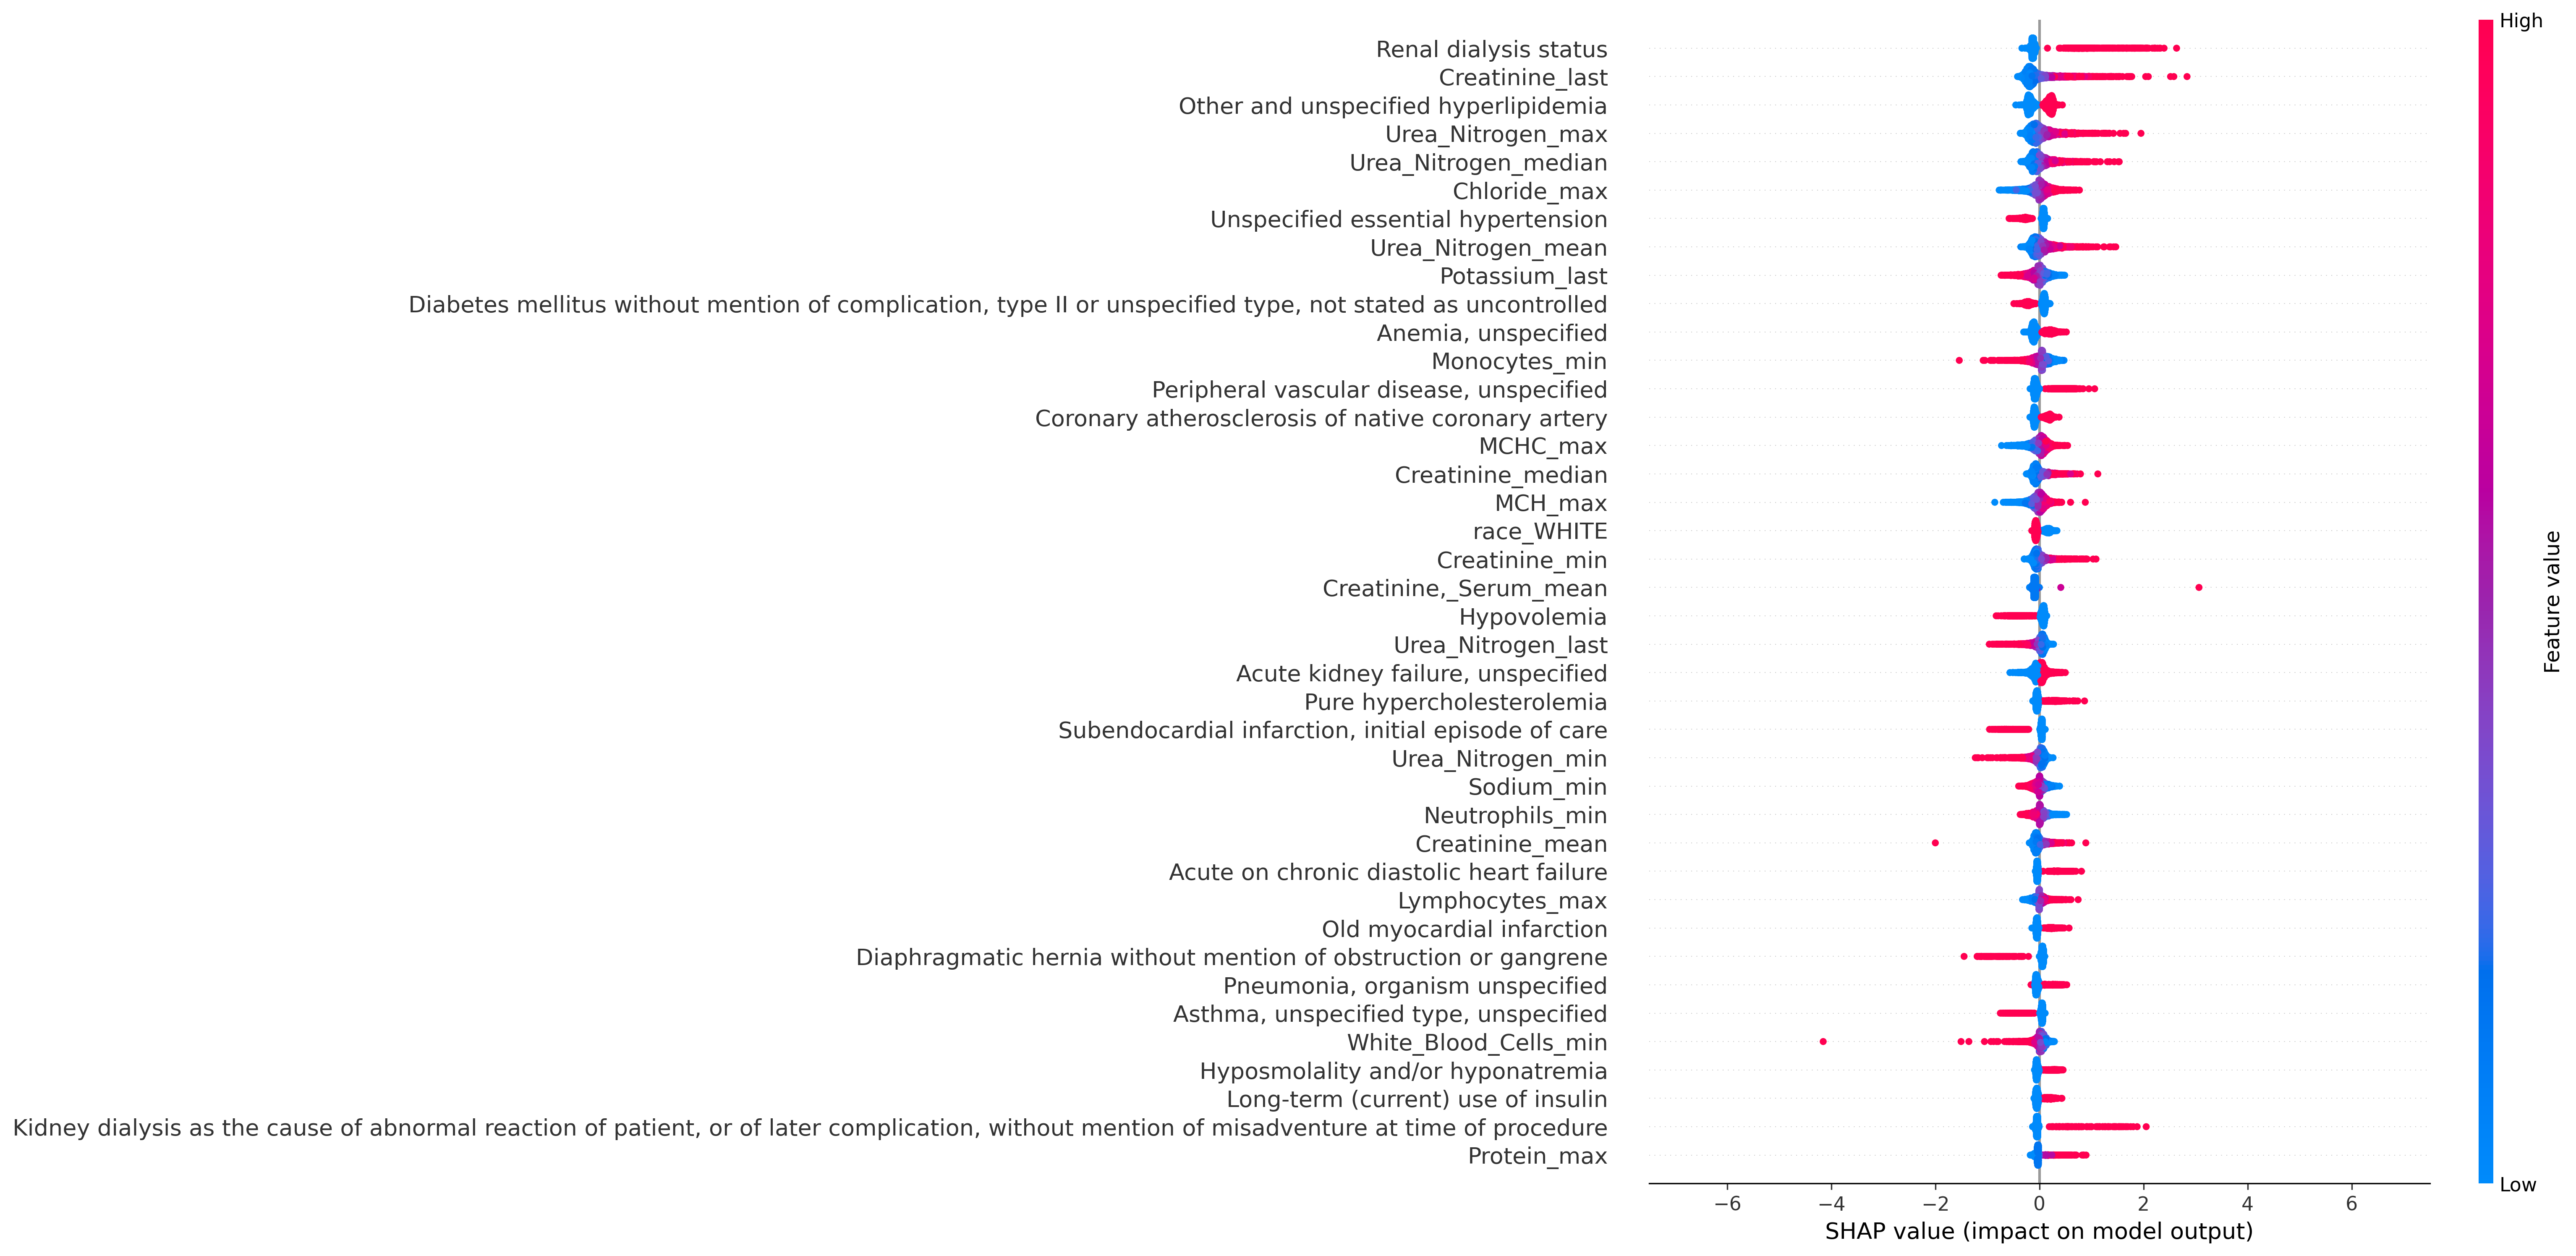 High
Renal dialysis status
Creatinine_last
Other and unspecified hyperlipidemia
Urea_Nitrogen_max
Urea_Nitrogen_median
Chloride_max
Unspecified essential hypertension
Urea_Nitrogen_mean
Potassium_last
Diabetes mellitus without mention of complication, type II or unspecified type, not stated as uncontrolled
Anemia, unspecified
Monocytes_min
Peripheral vascular disease, unspecified
Coronary atherosclerosis of native coronary artery
MCHC_max
Creatinine_median
MCH_max
race_WHITE
Creatinine_min
Creatinine,_Serum_mean
Hypovolemia
Urea_Nitrogen_last
Acute kidney failure, unspecified
Pure hypercholesterolemia
Subendocardial infarction, initial episode of care
Urea_Nitrogen_min
Sodium_min
Neutrophils_min
Creatinine_mean
Acute on chronic diastolic heart failure
Lymphocytes_max
Old myocardial infarction
Diaphragmatic hernia without mention of obstruction or gangrene
Pneumonia, organism unspecified
Asthma, unspecified type, unspecified
White_Blood_Cells_min
Hyposmolality and/or hyponatremia
Long-term (current) use of insulin
Kidney dialysis as the cause of abnormal reaction of patient, or of later complication, without mention of misadventure at time of procedure
Protein_max
Feature value
Low
−6 −4 −2 0 2 4 6
SHAP value (impact on model output)